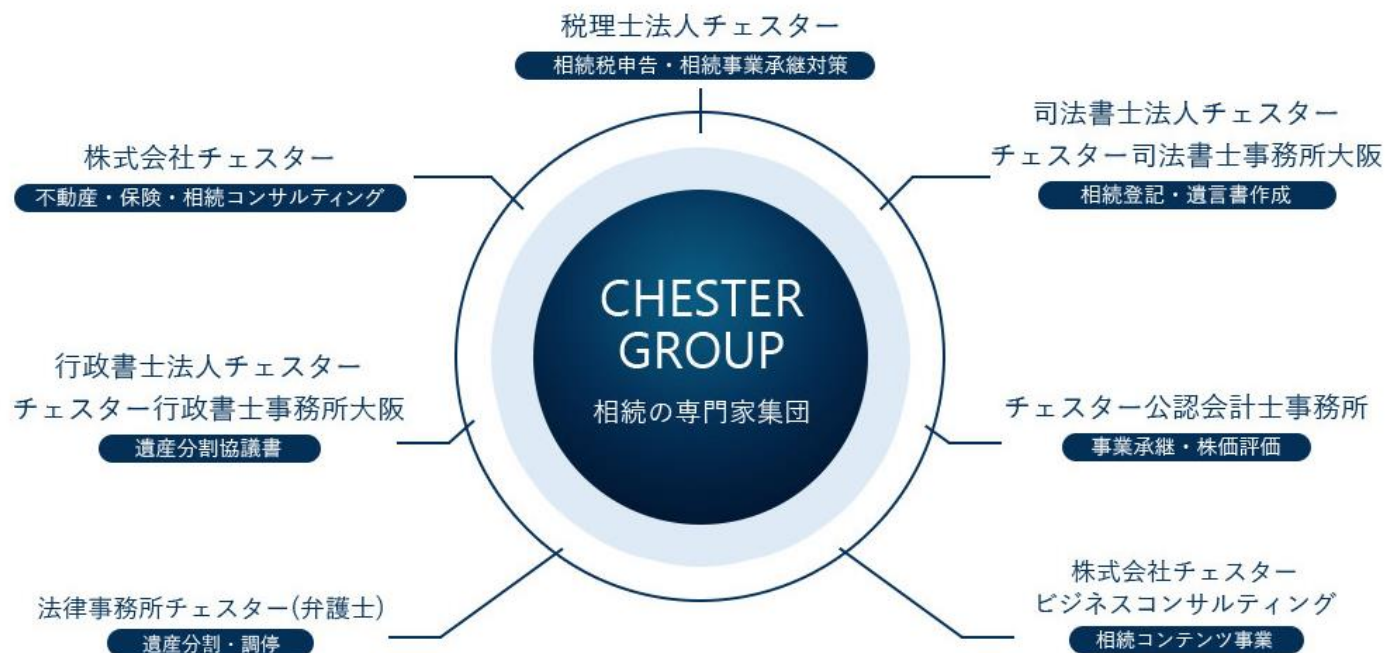 税理士法人チェスター
相続税申告・相続事業承継対策
司法書士法人チェスター
チェスター司法書士事務所大阪
相続登記・遺言書作成
株式会社チェスター
不動産・保険・相続コンサルティング
CHESTER
GROUP
相続の専門家集団
行政書士法人チェスター
チェスター行政書士事務所大阪
遺産分割協議書
チェスター公認会計士事務所
事業承継・株価評価
法律事務所チェスター(弁護士)
遺産分割・調停
株式会社チェスター
ビジネスコンサルティング
相続コンテンツ事業